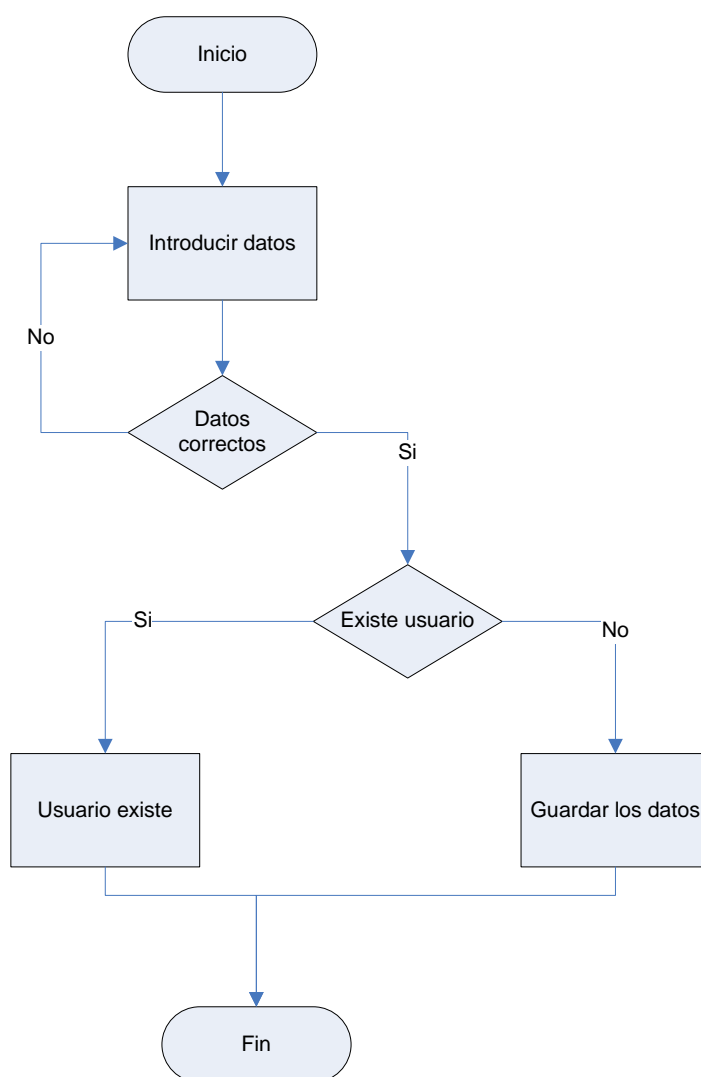 Inicio
Introducir datos
No
Datos
correctos
Si
Existe usuario
Si
No
Usuario existe
Guardar los datos
Fin